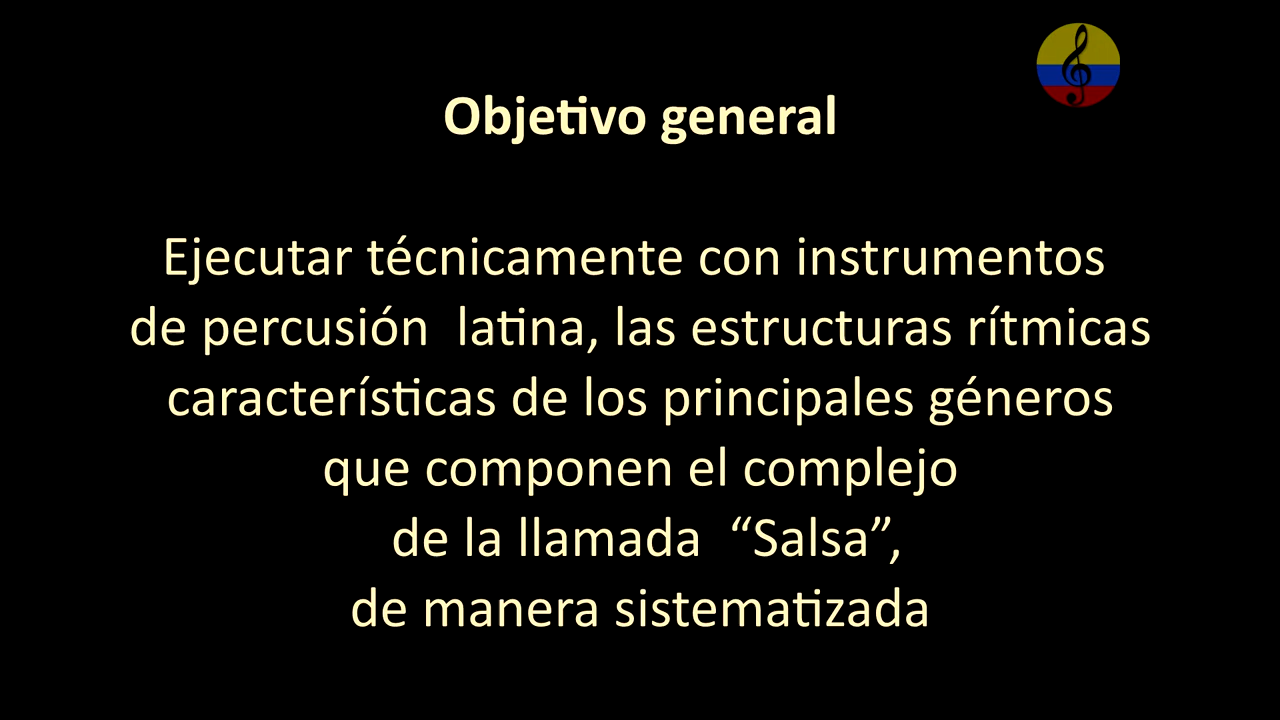 Objetivo general
Ejecutar técnicamente con instrumentos
de percusión  latina, las estructuras rítmicas
características de los principales géneros
que componen el complejo
de la llamada  “Salsa”,
de manera sistematizada